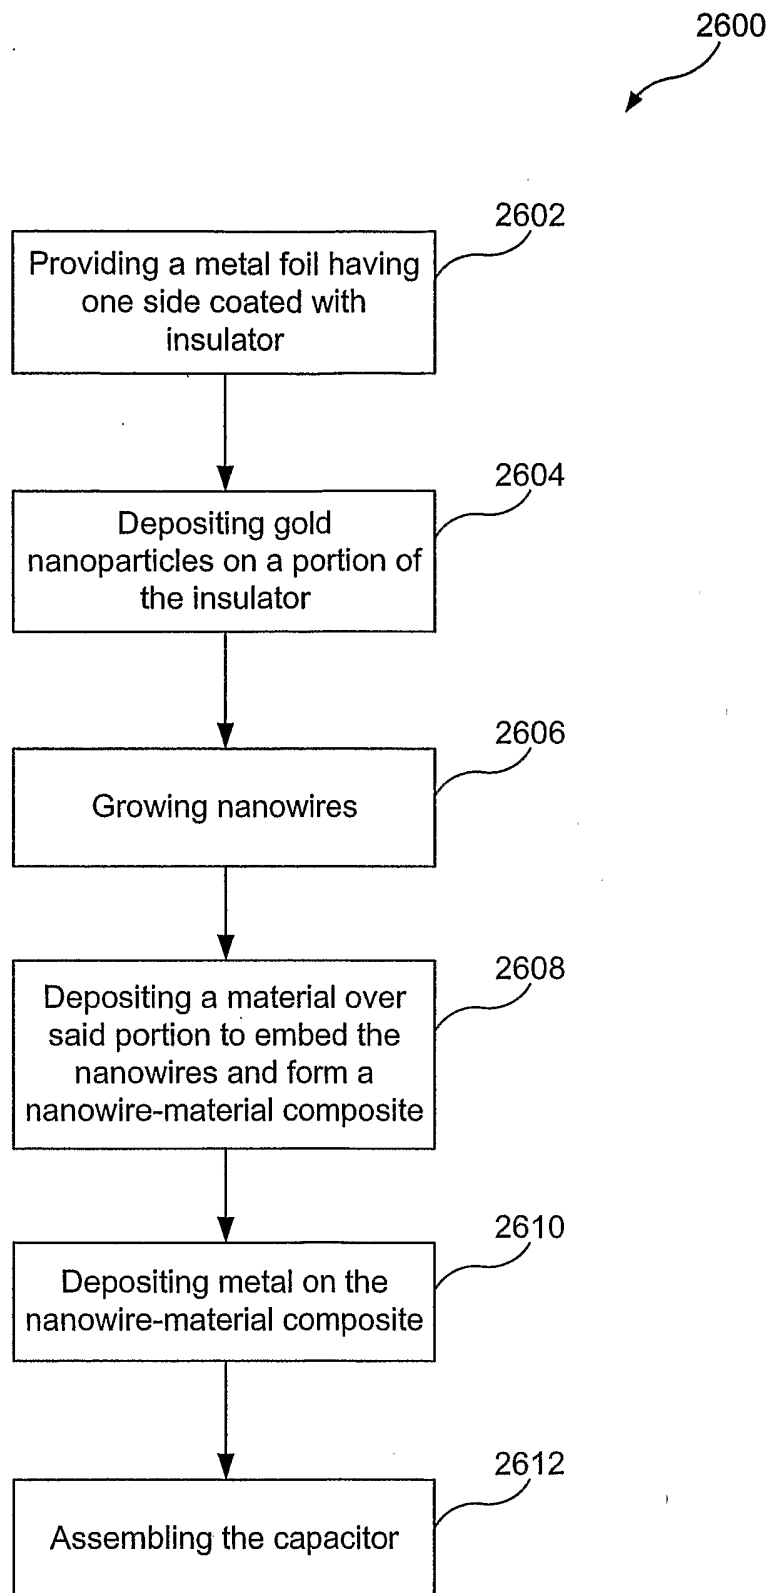 2600
2602
Providing a metal foil having
one side coated with
insulator
2604
Depositing gold
nanoparticles on a portion of
the insulator
2606
Growing nanowires
2608
Depositing a material over
said portion to embed the
nanowires and form a
nanowire-material composite
2610
Depositing metal on the
nanowire-material composite
2612
Assembling the capacitor